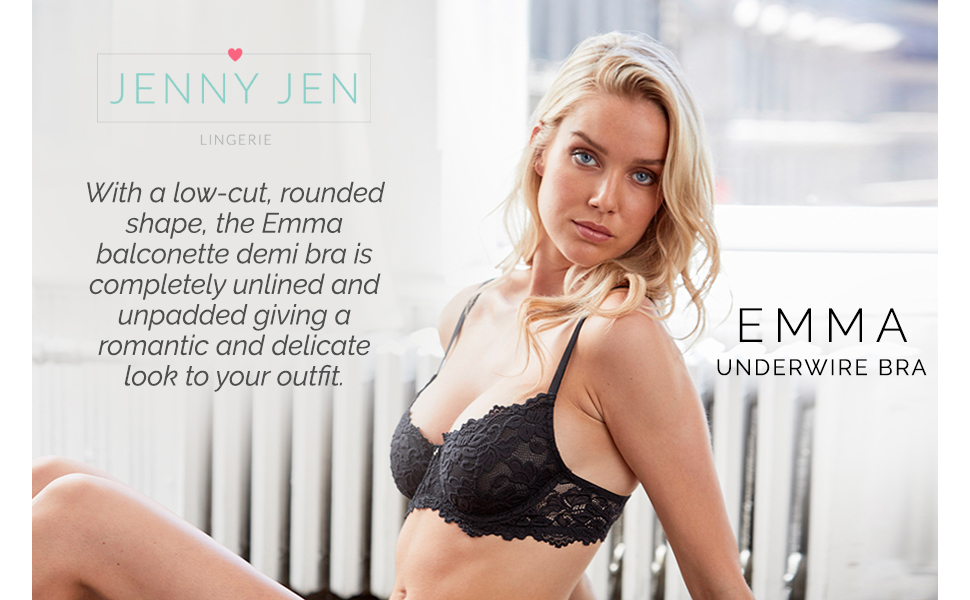 JENNY JEN
LINGERIE
With a low-cut, rounded
shape, the Emma
balconette demi bra is
completely unlined and
unpadded giving a
romantic and delicate
look to your outfit.
EMMA
UNDERWIRE BRA